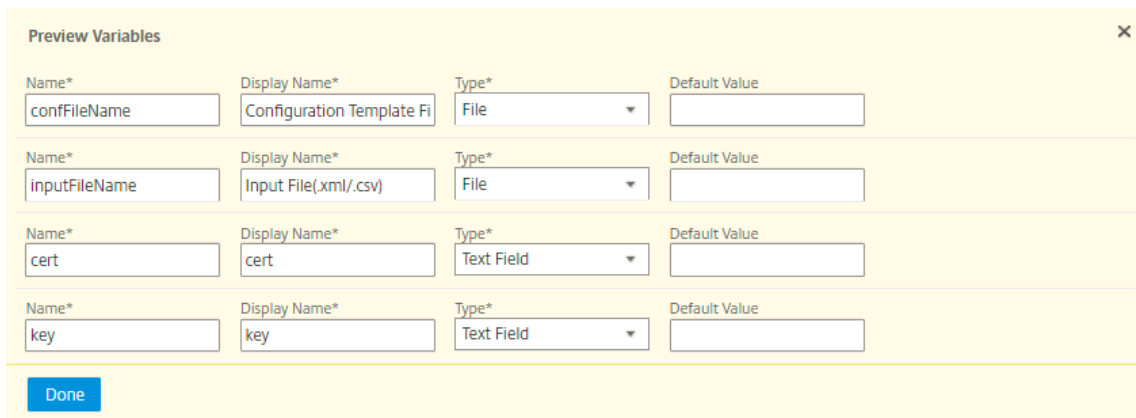 Preview Variables
Name* Display Name* Type* Default Value
confFileName Configuration Template Fi File
Name* Display Name* Type* Default Value
inputFileName Input File(.xml/.csv) File
Name* Display Name* Type* Default Value
cert cert Text Field
Name* Display Name* Type* Default Value
key key Text Field
Done